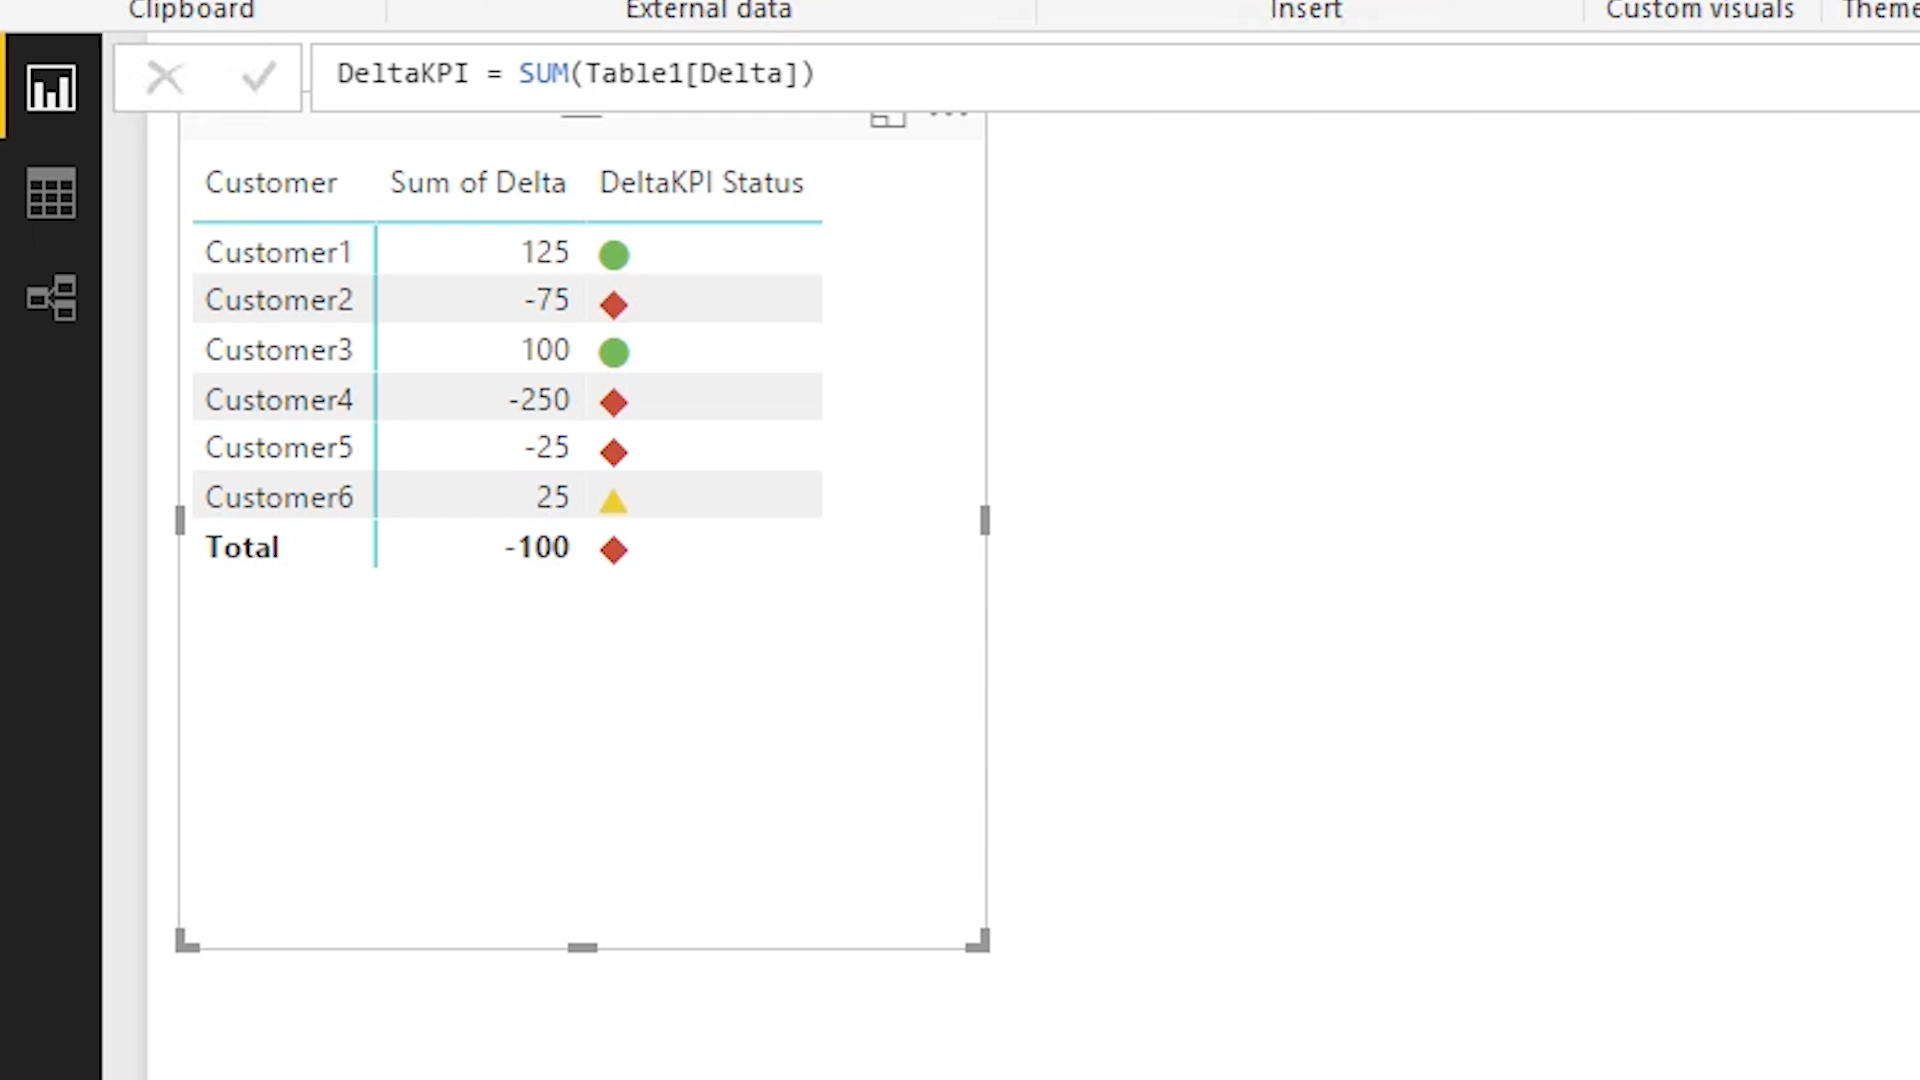 Clipboard External data Insert Custom visuals Theme
DeltaKPI = SUM(Table1[Delta])
Customer Sum of Delta DeltaKPI Status
Customer1 125
Customer2 -75
Customer3 100
Customer4 -250
Customer5 -25
Customer6 25
Total -100